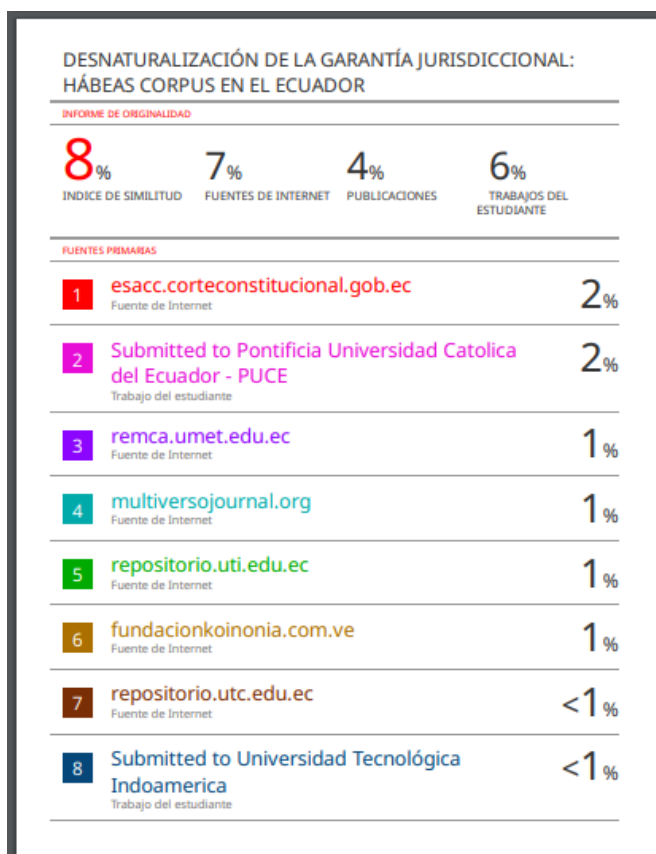 DESNATURALIZACIÓN DE LA GARANTÍA JURISDICCIONAL:
HÁBEAS CORPUS EN EL ECUADOR
INFORME DE ORIGINALIDAD
8%
INDICE DE SIMILITUD
7%
FUENTES DE INTERNET
4%
PUBLICACIONES
6%
TRABAJOS DEL
ESTUDIANTE
FUENTES PRIMARIAS
1
esacc.corteconstitucional.gob.ec
Fuente de Internet
2%
2
Submitted to Pontificia Universidad Catolica
del Ecuador - PUCE
Trabajo del estudiante
2%
3
remca.umet.edu.ec
Fuente de Internet
1%
4
multiversojournal.org
Fuente de Internet
1%
5
repositorio.uti.edu.ec
Fuente de Internet
1%
6
fundacionkoinonia.com.ve
Fuente de Internet
1%
7
repositorio.utc.edu.ec
Fuente de Internet
<1%
8
Submitted to Universidad Tecnológica
Indoamerica
Trabajo del estudiante
<1%